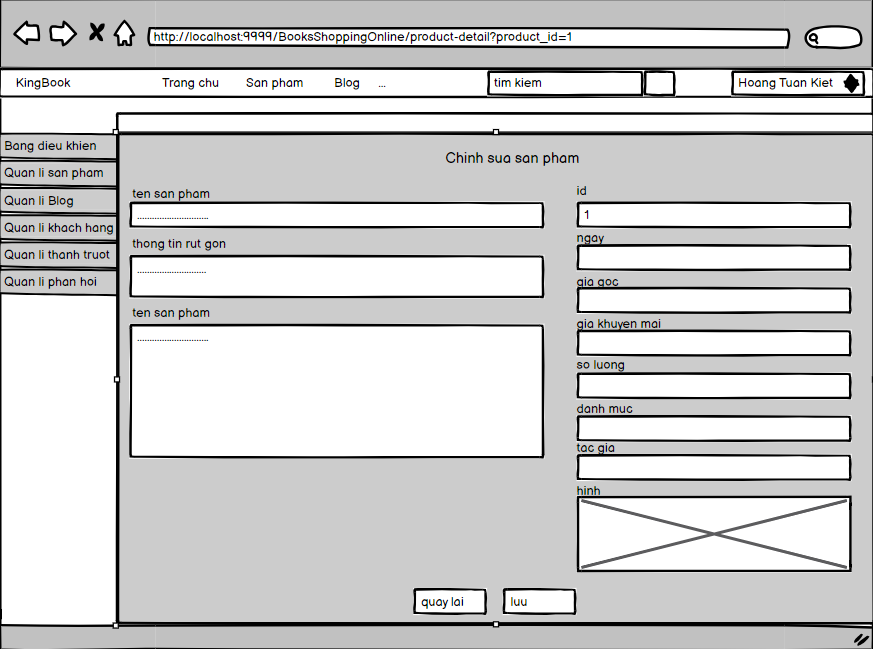 http://localhost:9999/BooksShoppingOnline/product-detail?product_id=1
KingBook Trang chu San pham Blog ... tim kiem Hoang Tuan Kiet
Bang dieu khien
Quan li san pham
Quan li Blog
Quan li khach hang
Quan li thanh truot
Quan li phan hoi
Chinh sua san pham
ten san pham
............................
thong tin rut gon
............................
ten san pham
............................
id
1
ngay
gia goc
gia khuyen mai
so luong
danh muc
tac gia
hinh
quay lai luu